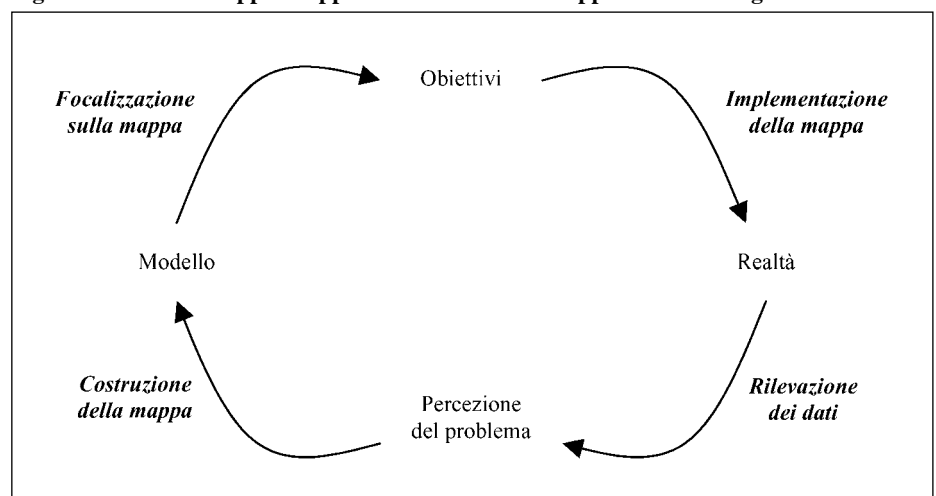 Obiettivi
Focalizzazione
sulla mappa
Implementazione
della mappa
Modello
Realtà
Costruzione
della mappa
Percezione
del problema
Rilevazione
dei dati